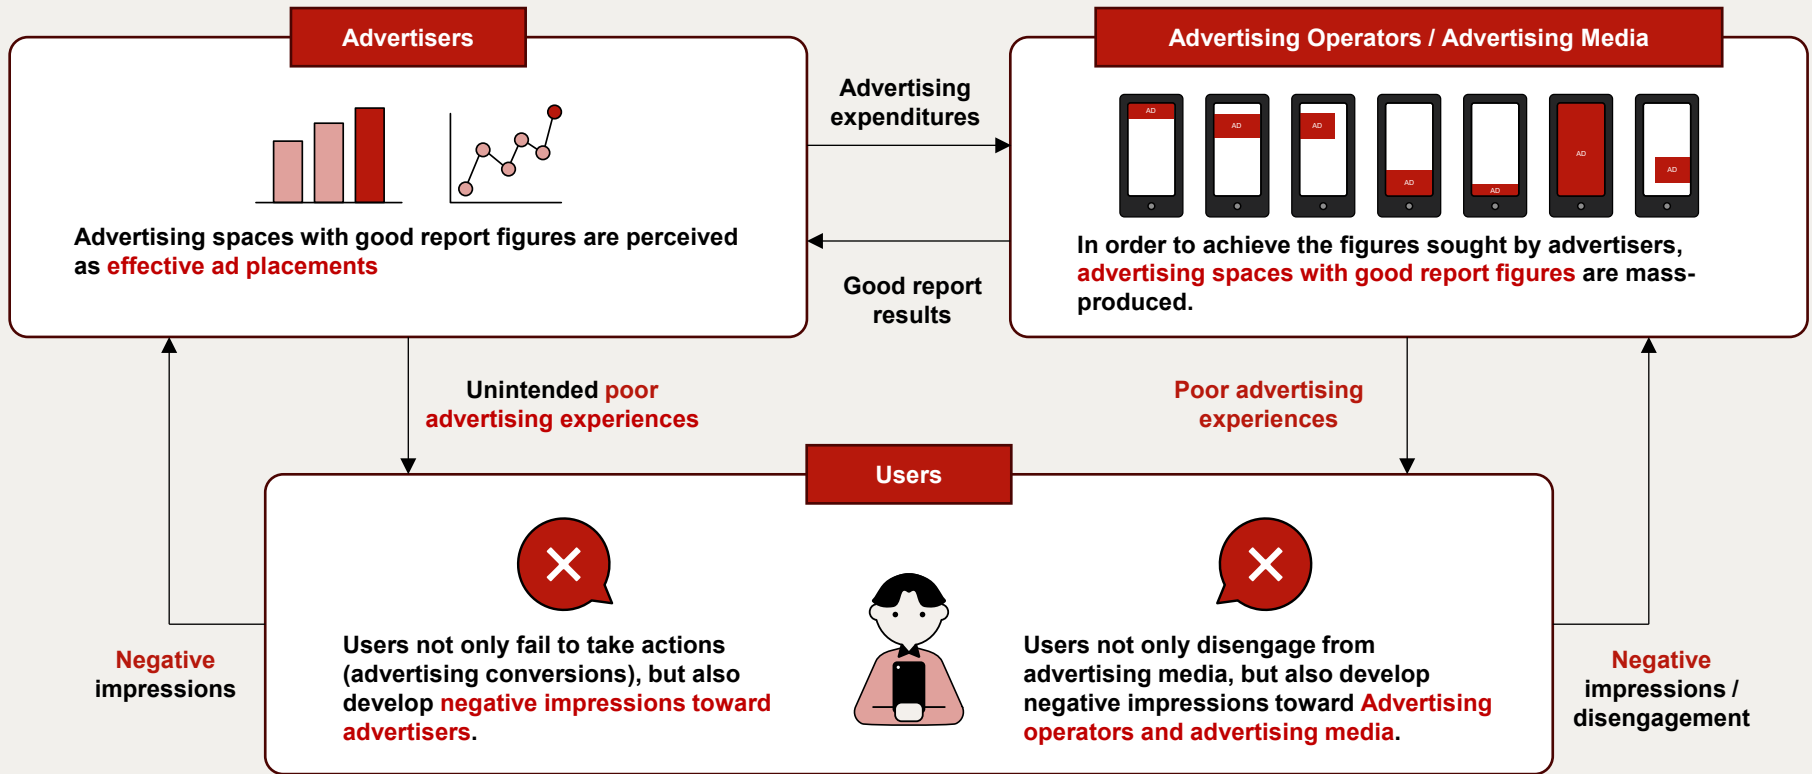 Advertisers
Advertising spaces with good report figures are perceived
as effective ad placements
Advertising
expenditures
Good report
results
Advertising Operators / Advertising Media
AD
AD
AD
AD
AD
AD
AD
In order to achieve the figures sought by advertisers,
advertising spaces with good report figures are mass-
produced.
Unintended poor
advertising experiences
Poor advertising
experiences
Users
Negative
impressions
Users not only fail to take actions
(advertising conversions), but also
develop negative impressions toward
advertisers.
Users not only disengage from
advertising media, but also develop
negative impressions toward Advertising
operators and advertising media.
Negative
impressions /
disengagement